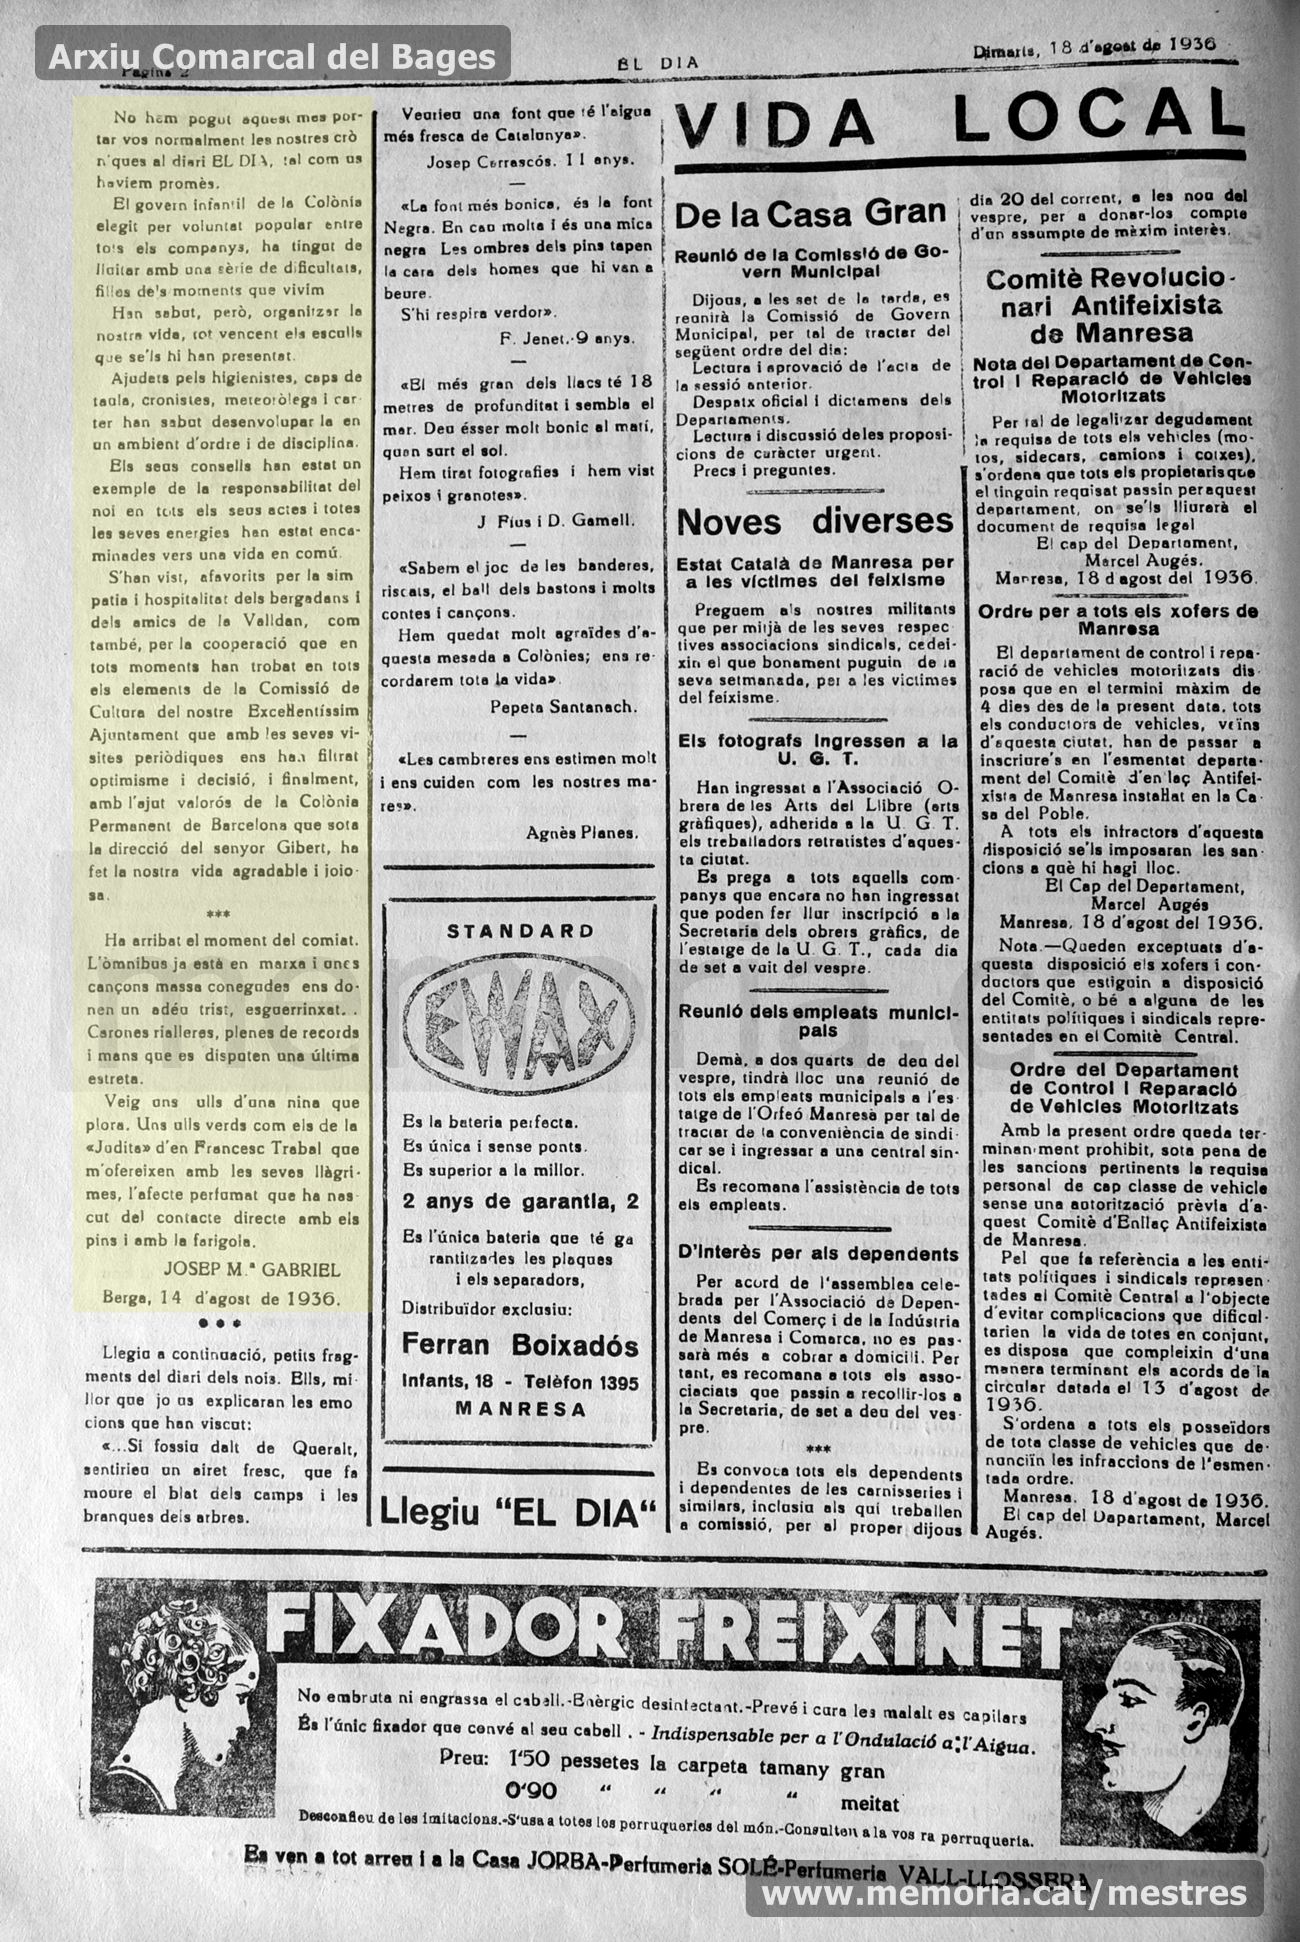 Arxiu Comarcal del Bages
Pàgina 2
EL DIA
Dimarts, 18 d'agost de 1936
No hem pogut aquest mes por-
tar vos normalment les nostres crò
niques al diari EL DIA, tal com us
haviem promès.
El govern infantil de la Colònia
elegit per voluntat popular entre
tots els companys, ha tingut de
lluitar amb una sèrie de dificultats,
filles de's moments que vivim
Han sabut, però, organitzar la
nostra vida, tot vencent els esculls
que se'ls hi han presentat.
Ajudats pels higienistes, caps de
taula, cronistes, meteoròlegs i car-
ter han sabut desenvolupar la en
un ambient d'ordre i de disciplina.
Els seus consells han estat un
exemple de la responsabilitat del
noi en tots els seus actes i totes
les seves energies han estat enca-
minades vers una vida en comú.
S'han vist, afavorits per la sim
patia i hospitalitat dels bergadans i
dels amics de la Valldan, com
també, per la cooperació que en
tots moments han trobat en tots
els elements de la Comissió de
Cultura del nostre Excel·lentíssim
Ajuntament que amb les seves vi-
sites periòdiques ens han filtrat
optimisme i decisió, i finalment,
amb l'ajut valorós de la Colònia
Permanent de Barcelona que sota
la direcció del senyor Gibert, ha
fet la nostra vida agradable i joio-
sa.
***
Ha arribat el moment del comiat.
L'òmnibus ja està en marxa i unes
cançons massa conegudes ens do-
nen un adéu trist, esguerrinxat. .
Carones rialleres, plenes de records
i mans que es disputen una última
estreta.
Veig uns ulls d'una nina que
plora. Uns ulls verds com els de la
«Judita» d'en Francesc Trabal que
m'ofereixen amb les seves llàgri-
mes, l'afecte perfumat que ha nas-
cut del contacte directe amb els
pins i amb la farigola.
JOSEP M.ª GABRIEL
Berga, 14 d'agost de 1936.
• • •
Llegiu a continuació, petits frag-
ments del diari dels nois. Ells, mi-
llor que jo us explicaran les emo
cions que han viscut:
«...Si fossiu dalt de Queralt,
sentirieu un airet fresc, que fa
moure el blat dels camps i les
branques dels arbres.
Veurieu una font que té l'aigua
més fresca de Catalunya».
Josep Carrascós. 11 anys.
—
«La font més bonica, és la font
Negra. En cau molta i és una mica
negra Les ombres dels pins tapen
la cara dels homes que hi van a
beure.
S'hi respira verdor».
F. Jenet.-9 anys.
—
«El més gran dels llacs té 18
metres de profunditat i sembla el
mar. Deu ésser molt bonic al matí,
quan surt el sol.
Hem tirat fotografies i hem vist
peixos i granotes».
J Fius i D. Gamell.
—
«Sabem el joc de les banderes,
riscats, el ball dels bastons i molts
contes i cançons.
Hem quedat molt agraïdes d'a-
questa mesada a Colònies; ens re-
cordarem tota la vida».
Pepeta Santanach.
—
«Les cambreres ens estimen molt
i ens cuiden com les nostres ma-
res».
Agnès Planes.
STANDARD
EWAX
Es la bateria perfecta.
Es única i sense ponts.
Es superior a la millor.
2 anys de garantia, 2
Es l'única bateria que té ga
rantitzades les plaques
i els separadors,
Distribuïdor exclusiu:
Ferran Boixadós
Infants, 18 - Telèfon 1395
MANRESA
Llegiu "EL DIA"
VIDA LOCAL
De la Casa Gran
Reunió de la Comissió de Go-
vern Municipal
Dijous, a les set de la tarda, es
reunirà la Comissió de Govern
Municipal, per tal de tractar del
següent ordre del dia:
Lectura i aprovació de l'acta de
la sessió anterior.
Despatx oficial i dictamens dels
Departaments.
Lectura i discussió deles proposi-
cions de caràcter urgent.
Precs i preguntes.
Noves diverses
Estat Català de Manresa per
a les víctimes del feixisme
Preguem als nostres militants
que per mitjà de les seves respec
tives associacions sindicals, cedei-
xin el que bonament puguin de la
seva setmanada, per a les víctimes
del feixisme.
Els fotografs Ingressen a la
U. G. T.
Han ingressat a l'Associació O-
brera de les Arts del Llibre (arts
gràfiques), adherida a la U. G T.
els treballadors retratistes d'aques-
ta ciutat.
Es prega a tots aquells com-
panys que encara no han ingressat
que poden fer llur inscripció a la
Secretaria dels obrers gràfics, de
l'estatge de la U. G T., cada dia
de set a vuit del vespre.
Reunió dels empleats munici-
pals
Demà, a dos quarts de deu del
vespre, tindrà lloc una reunió de
tots els empleats municipals a l'es-
tatge de l'Orfeó Manresà per tal de
tractar de la conveniència de sindi-
car se i ingressar a una central sin-
dical.
Es recomana l'assistència de tots
els empleats.
D'Interès per als dependents
Per acord de l'assemblea cele-
brada per l'Associació de Depen-
dents del Comerç i de la Indústria
de Manresa i Comarca, no es pas-
sarà més a cobrar a domicili. Per
tant, es recomana a tots els asso-
ciats que passin a recollir-los a
la Secretaria, de set a deu del ves-
pre.
***
Es convoca tots els dependents
i dependentes de les carnisseries i
similars, inclusiu als qui treballen
a comissió, per al proper dijous
dia 20 del corrent, a les nou del
vespre, per a donar-los compte
d'un assumpte de màxim interès.
Comitè Revolucio-
nari Antifeixista
de Manresa
Nota del Departament de Con-
trol i Reparació de Vehicles
Motoritzats
Per tal de legalitzar degudament
la requisa de tots els vehicles (mo-
tos, sidecars, camions i cotxes),
s'ordena que tots els propietaris que
el tinguin requisat passin per aquest
departament, on se'ls lliurarà el
document de requisa legal
El cap del Departament,
Marcel Augés.
Manresa, 18 d agost del 1936.
Ordre per a tots els xofers de
Manresa
El departament de control i repa-
ració de vehicles motoritzats dis-
posa que en el termini màxim de
4 dies des de la present data, tots
els conductors de vehicles, veïns
d'aquesta ciutat, han de passar a
inscriure's en l'esmentat departa-
ment del Comitè d'en laç Antifei-
xista de Manresa instal·lat en la Ca-
sa del Poble.
A tots els infractors d'aquesta
disposició se'ls imposaran les san-
cions a què hi hagi lloc.
El Cap del Departament,
Marcel Augés
Manresa, 18 d'agost del 1936.
Nota.—Queden exceptuats d'a-
questa disposició els xofers i con-
ductors que estiguin a disposició
del Comitè, o bé a alguna de les
entitats polítiques i sindicals repre-
sentades en el Comitè Central.
Ordre del Departament
de Control i Reparació
de Vehicles Motoritzats
Amb la present ordre queda ter-
minantment prohibit, sota pena de
les sancions pertinents la requisa
personal de cap classe de vehicle
sense una autorització prèvia d'a-
quest Comitè d'Enllaç Antifeixista
de Manresa.
Pel que fa referència a les enti-
tats polítiques i sindicals represen-
tades al Comitè Central a l'objecte
d'evitar complicacions que dificul-
tarien la vida de totes en conjunt,
es disposa que compleixin d'una
manera terminant els acords de la
circular datada el 13 d'agost de
1936.
S'ordena a tots els posseïdors
de tota classe de vehicles que de-
nunciïn les infraccions de l'esmen-
tada ordre.
Manresa, 18 d'agost de 1936.
El cap del Departament, Marcel
Augés.
FIXADOR FREIXINET
No embruta ni engrassa el cabell.-Enèrgic desinfectant.-Prevé i cura les malalt es capilars
És l'únic fixador que convé al seu cabell . - Indispensable per a l'Ondulació a l'Aigua.
Preu: 1'50 pessetes la carpeta tamany gran
0'90 " " " " meitat
Desconfieu de les imitacions.-S'usa a totes les perruqueries del món.-Consulten a la vos ra perruqueria.
Es ven a tot arreu i a la Casa JORBA-Perfumeria SOLÉ-Perfumeria VALL-LLOSSERA
www.memoria.cat/mestres